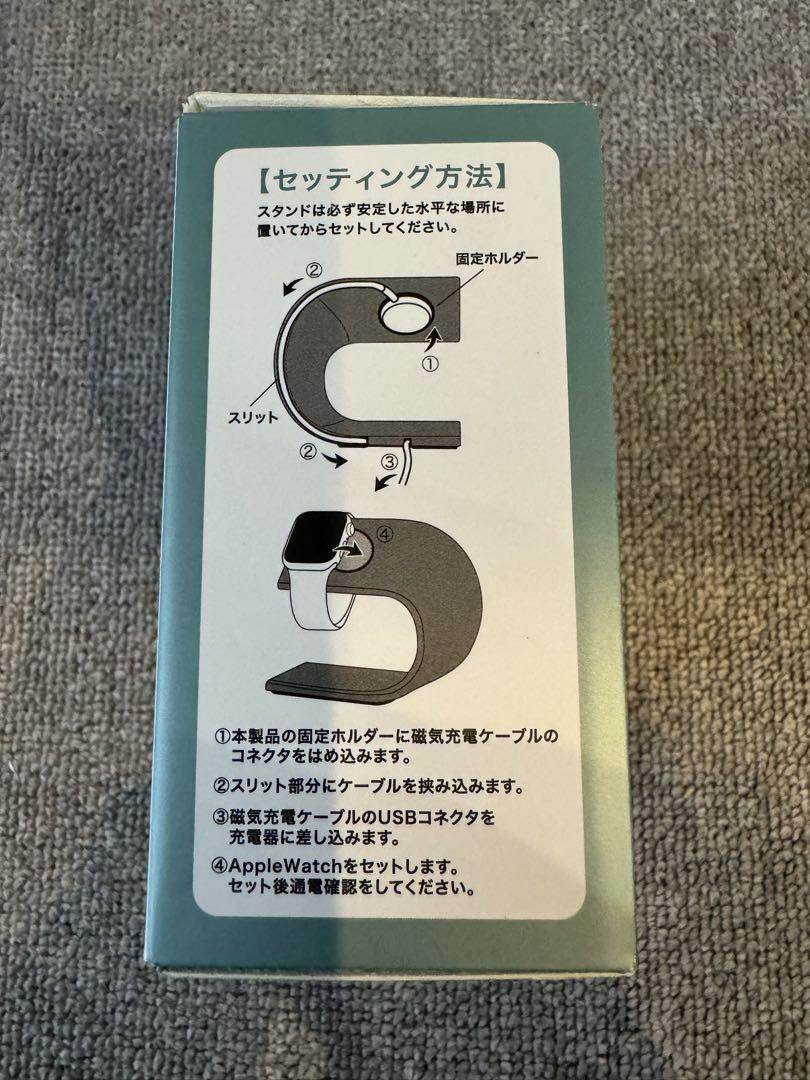 【セッティング方法】
スタンドは必ず安定した水平な場所に
置いてからセットしてください。
②
固定ホルダー
①
スリット
②
③
④
①本製品の固定ホルダーに磁気充電ケーブルの
コネクタをはめ込みます。
②スリット部分にケーブルを挟み込みます。
③磁気充電ケーブルのUSBコネクタを
充電器に差し込みます。
④AppleWatchをセットします。
セット後通電確認をしてください。